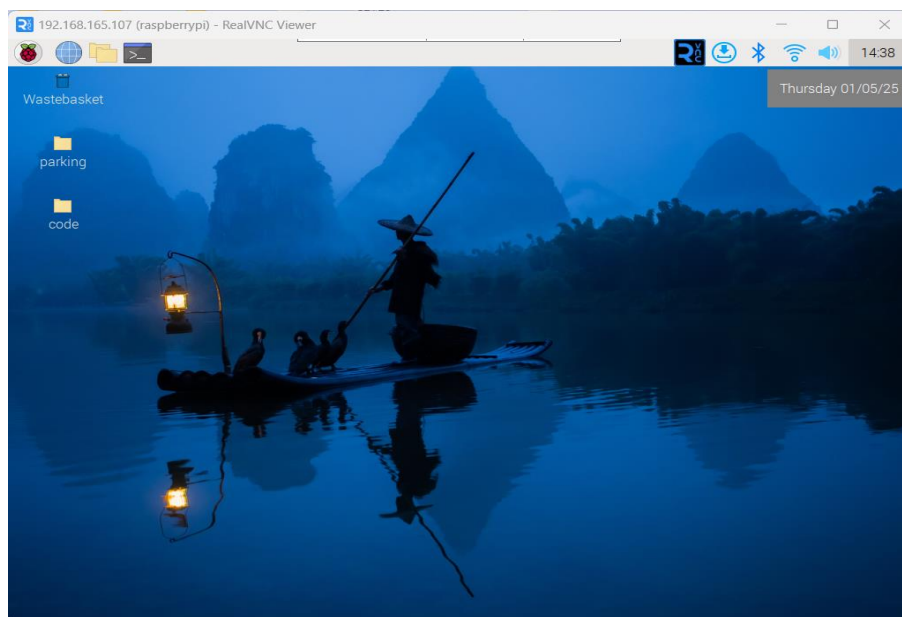 192.168.165.107 (raspberrypi) - RealVNC Viewer
14:38
Thursday 01/05/25
Wastebasket
parking
code